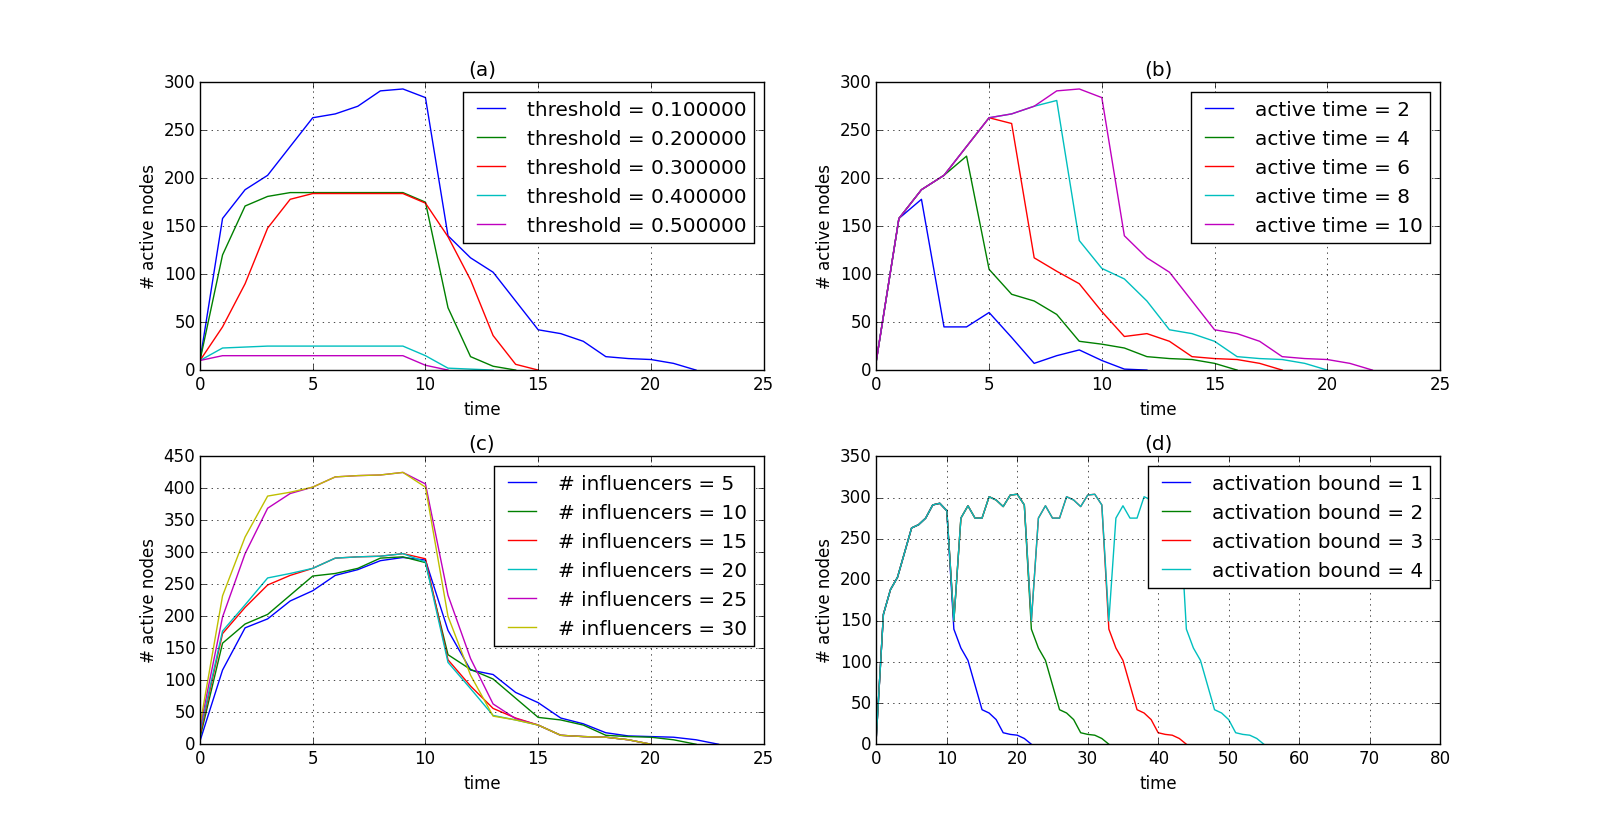 (a)
300
250
200
150
100
50
0
# active nodes
threshold = 0.100000
threshold = 0.200000
threshold = 0.300000
threshold = 0.400000
threshold = 0.500000
0 5 10 15 20 25
time
(b)
300
250
200
150
100
50
0
# active nodes
active time = 2
active time = 4
active time = 6
active time = 8
active time = 10
0 5 10 15 20 25
time
(c)
450
400
350
300
250
200
150
100
50
0
# active nodes
# influencers = 5
# influencers = 10
# influencers = 15
# influencers = 20
# influencers = 25
# influencers = 30
0 5 10 15 20 25
time
(d)
350
300
250
200
150
100
50
0
# active nodes
activation bound = 1
activation bound = 2
activation bound = 3
activation bound = 4
0 10 20 30 40 50 60 70 80
time